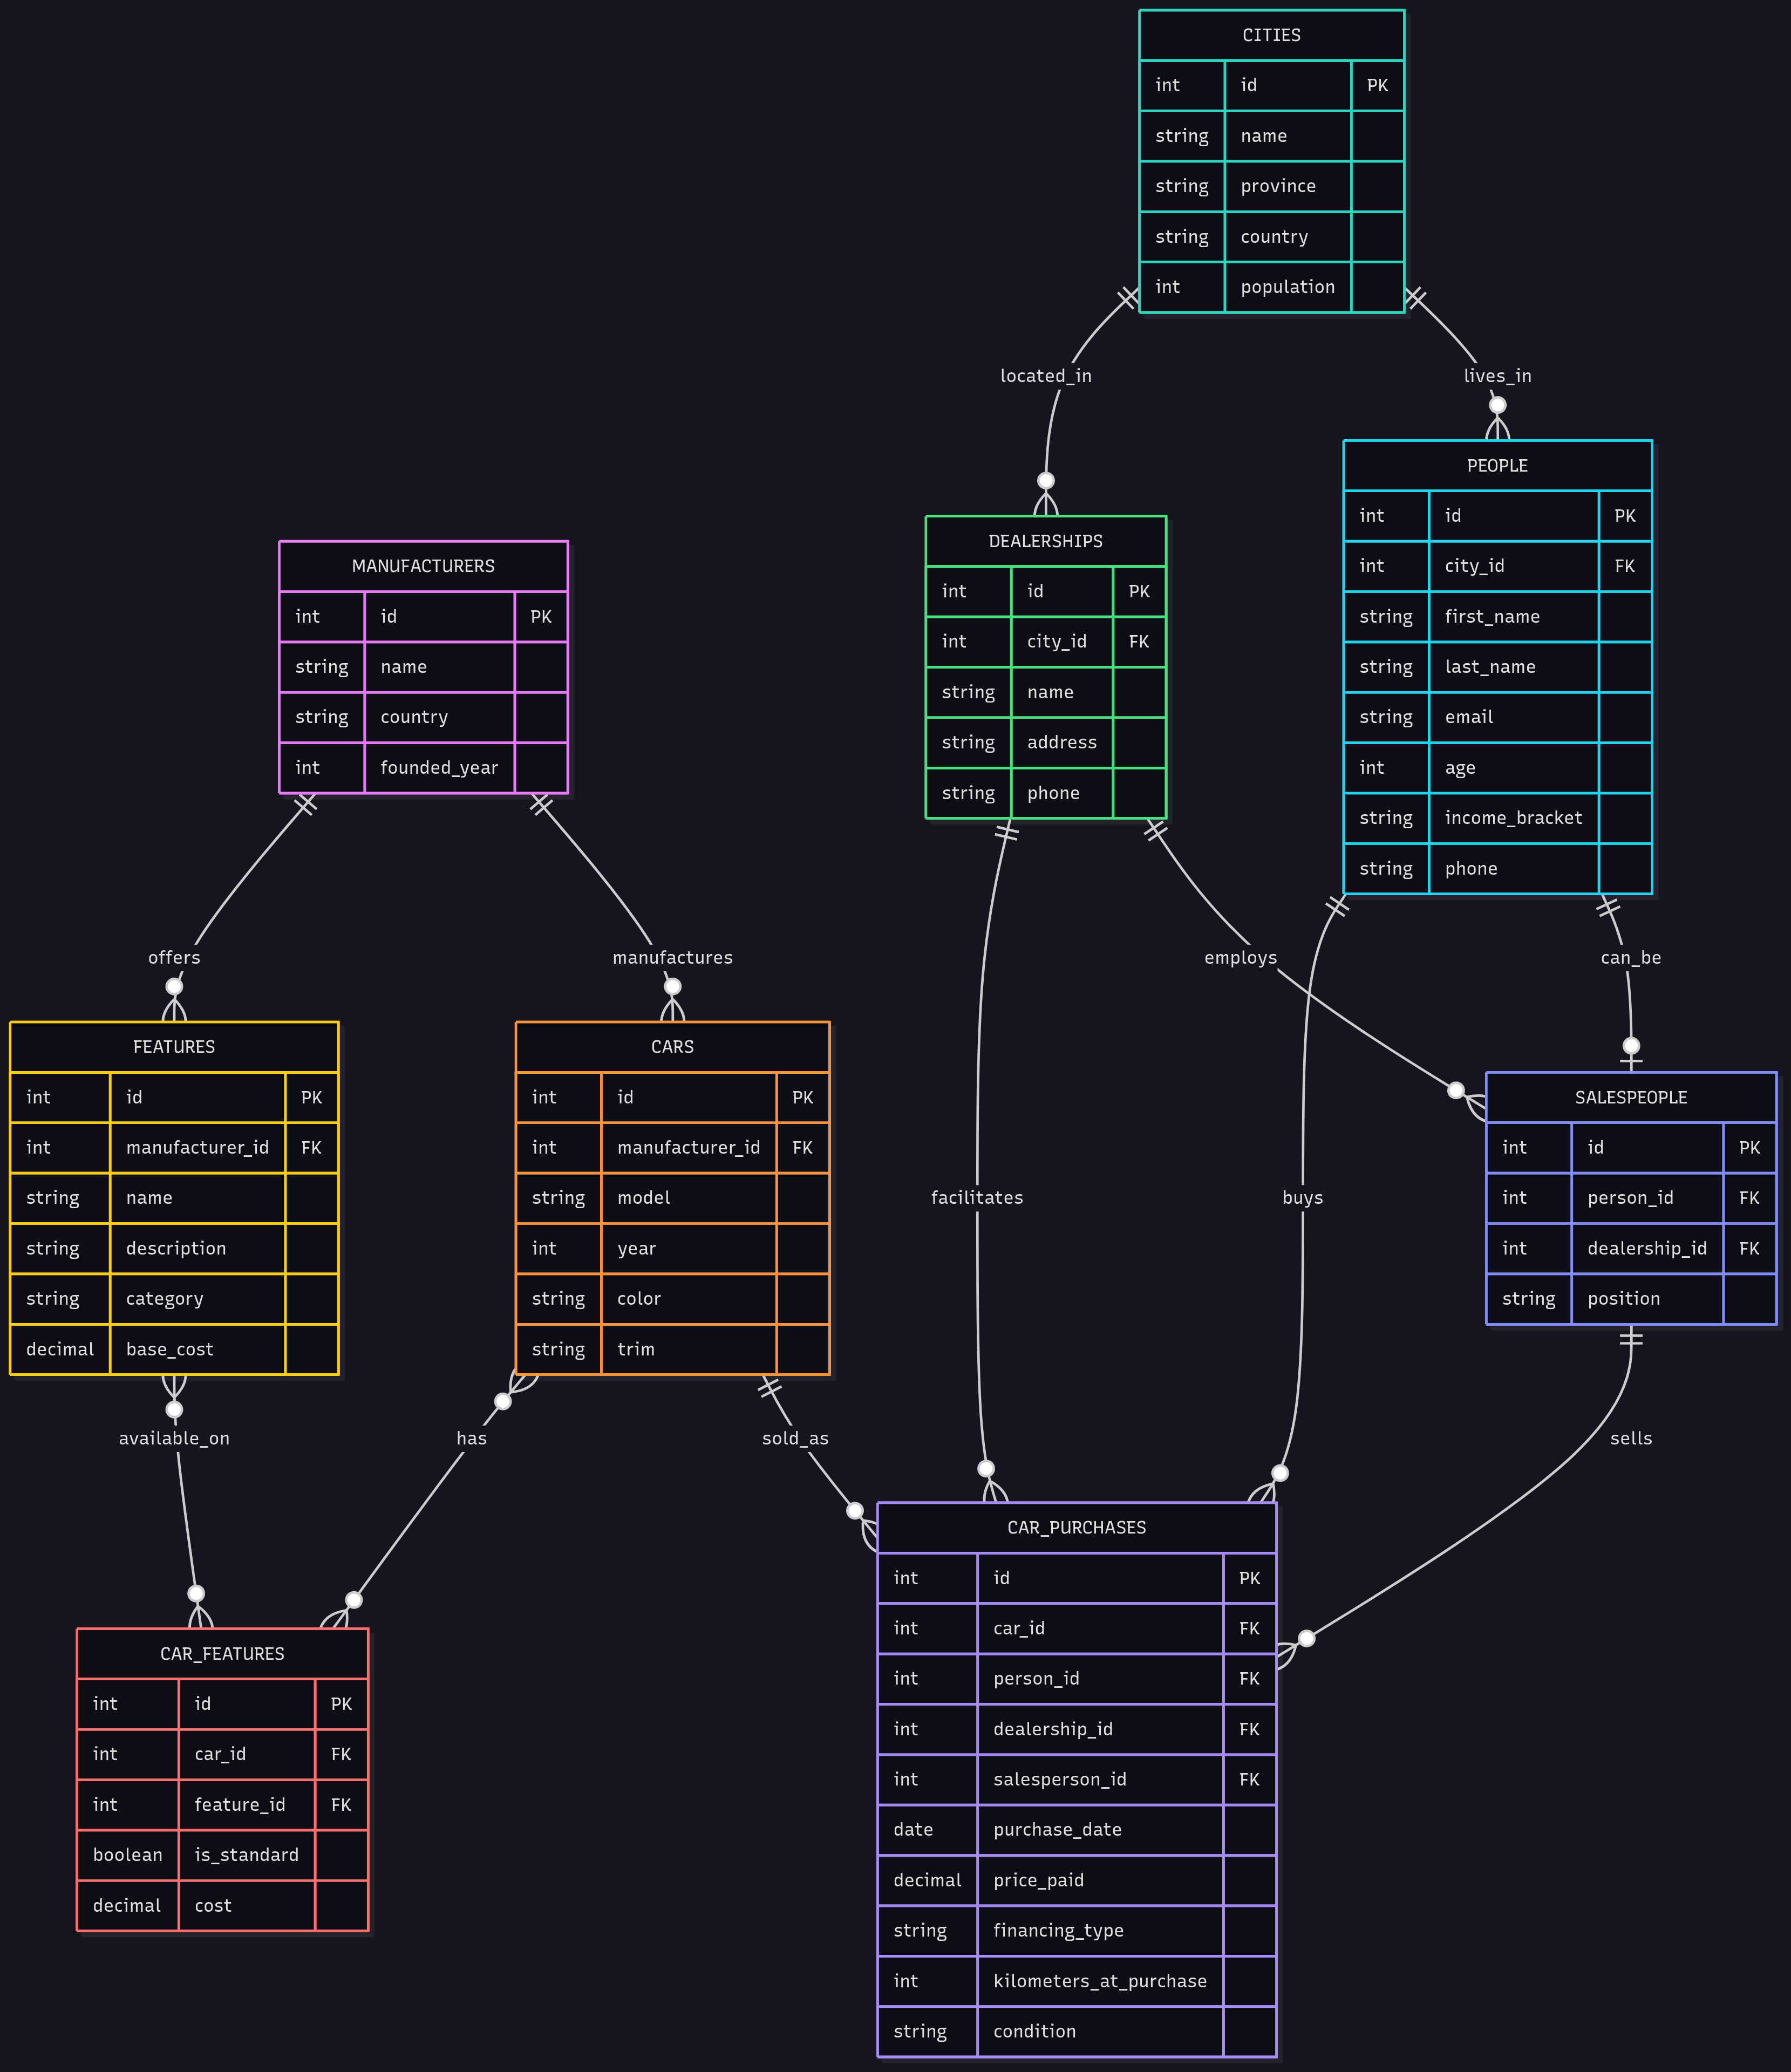 CITIES
int id PK
string name
string province
string country
int population
located_in
lives_in
PEOPLE
int id PK
int city_id FK
string first_name
string last_name
string email
int age
string income_bracket
string phone
DEALERSHIPS
int id PK
int city_id FK
string name
string address
string phone
MANUFACTURERS
int id PK
string name
string country
int founded_year
offers
manufactures
employs
can_be
FEATURES
int id PK
int manufacturer_id FK
string name
string description
string category
decimal base_cost
CARS
int id PK
int manufacturer_id FK
string model
int year
string color
string trim
facilitates
buys
SALESPEOPLE
int id PK
int person_id FK
int dealership_id FK
string position
available_on
has
sold_as
sells
CAR_FEATURES
int id PK
int car_id FK
int feature_id FK
boolean is_standard
decimal cost
CAR_PURCHASES
int id PK
int car_id FK
int person_id FK
int dealership_id FK
int salesperson_id FK
date purchase_date
decimal price_paid
string financing_type
int kilometers_at_purchase
string condition